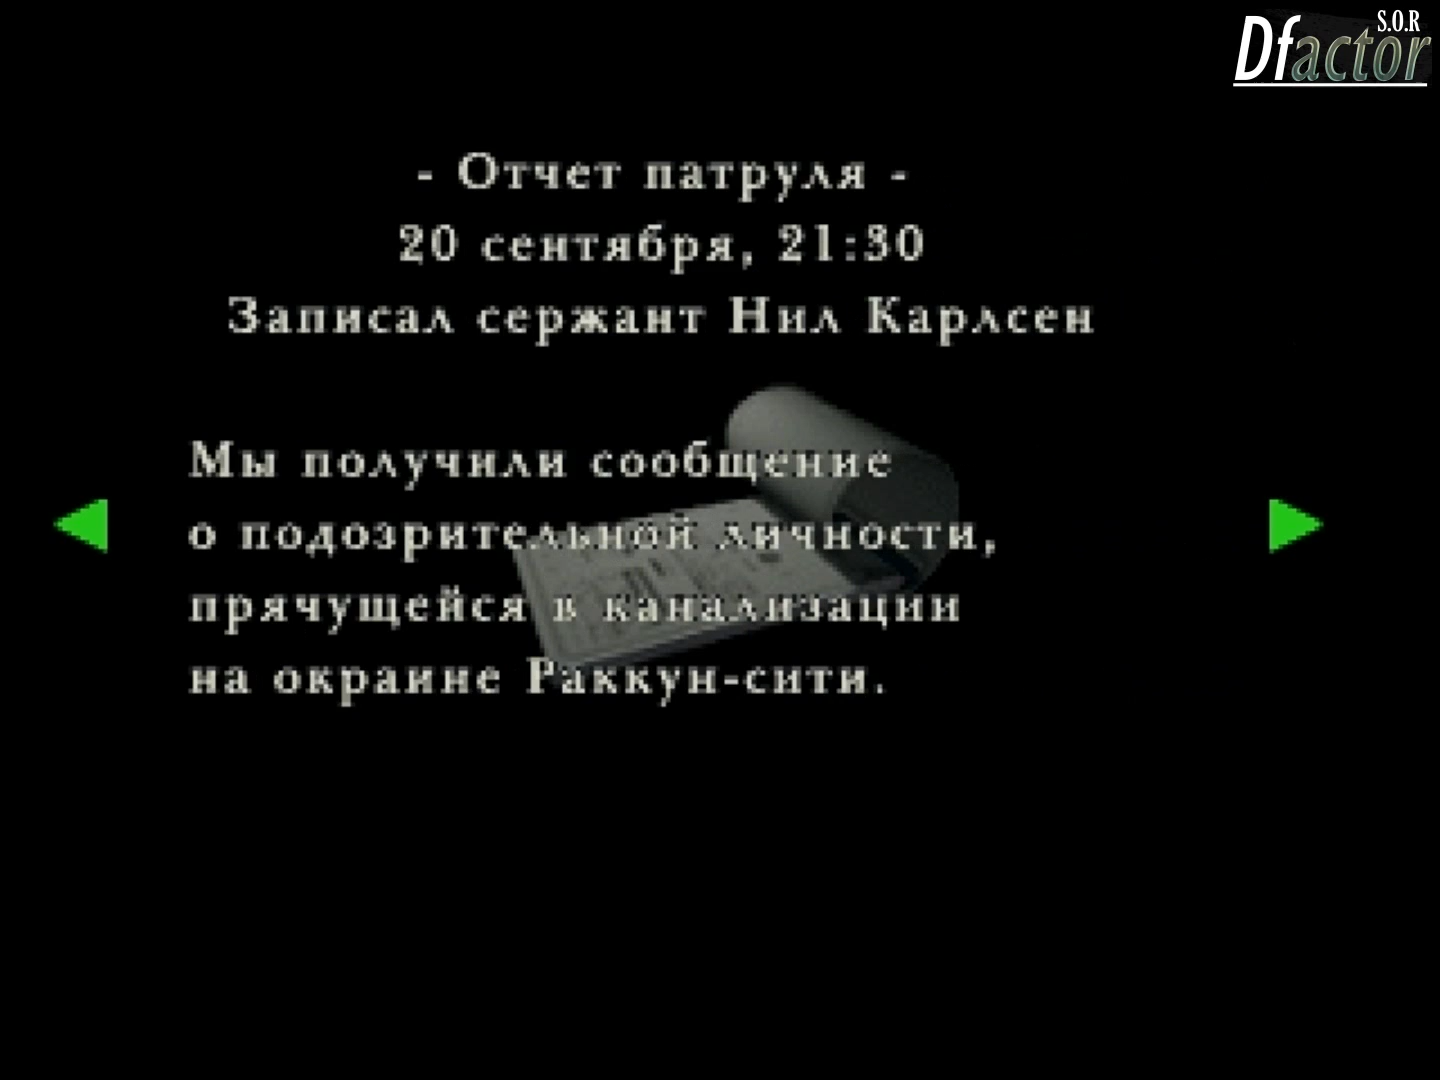 S.O.R
Dfactor
- Отчет патруля -
20 сентября, 21:30
Записал сержант Нил Карлсен
Мы получили сообщение
о подозрительной личности,
прячущейся в канализации
на окраине Раккун-сити.